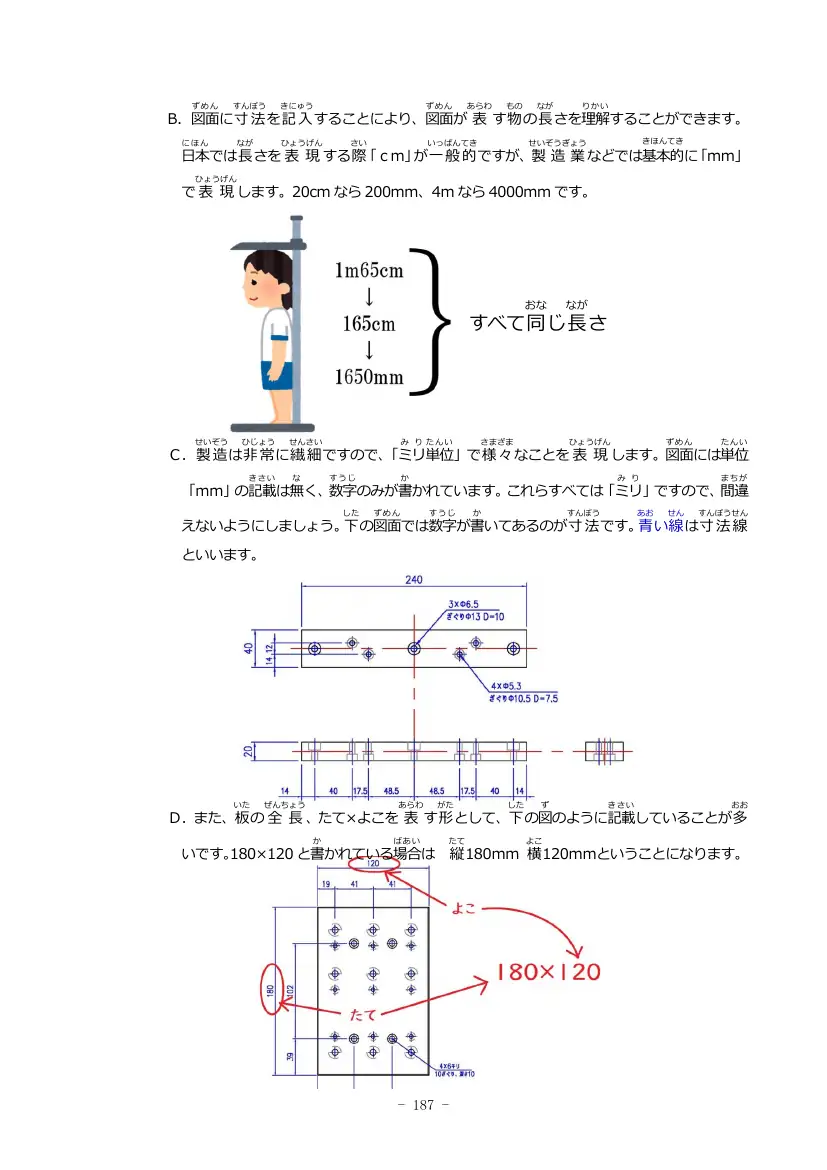 B. 図面に寸法を記入することにより、図面が表す物の長さを理解することができます。
日本では長さを表現する際「cm」が一般的ですが、製造業などでは基本的に「mm」
で表現します。20cmなら200mm、4mなら4000mmです。
1m65cm
↓
165cm
↓
1650mm
すべて同じ長さ
C. 製造は非常に繊細ですので、「ミリ単位」で様々なことを表現します。図面には単位
「mm」の記載は無く、数字のみが書かれています。これらすべては「ミリ」ですので、間違
えないようにしましょう。下の図面では数字が書いてあるのが寸法です。青い線は寸法線
といいます。
240
3×Φ6.5
ざぐりΦ13 D=10
40
12
14
4×Φ5.3
ざぐりΦ10.5 D=7.5
20
14 40 17.5 48.5 48.5 17.5 40 14
D. また、板の全長、たて×よこを表す形として、下の図のように記載していることが多
いです。180×120と書かれている場合は 縦180mm 横120mmということになります。
120
19 41 41
よこ
180×120
180
102
たて
39
4×6キリ
10ざぐり、深さ10
- 187 -